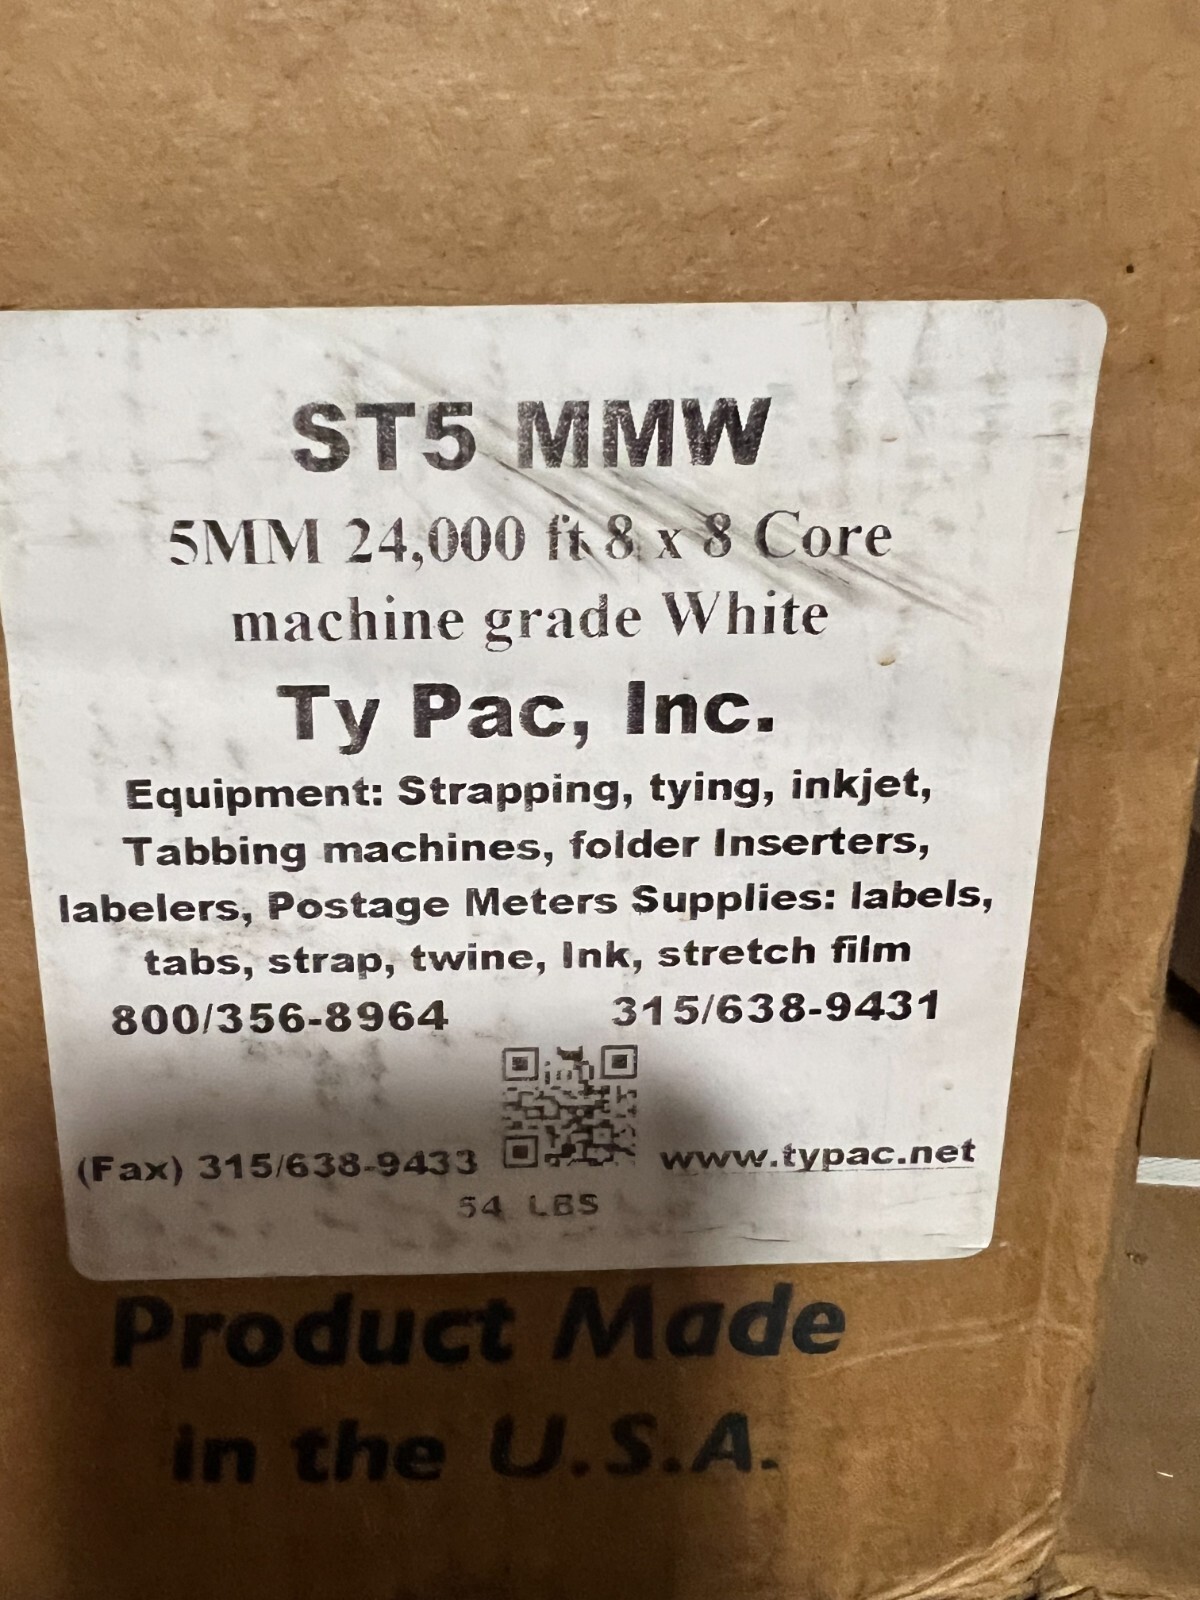 ST5 MMW
5MM 24,000 ft 8 x 8 Core
machine grade White
Ty Pac, Inc.
Equipment: Strapping, tying, inkjet,
Tabbing machines, folder Inserters,
labelers, Postage Meters Supplies: labels,
tabs, strap, twine, Ink, stretch film
800/356-8964 315/638-9431
(Fax) 315/638-9433 www.typac.net
54 LBS
Product Made
in the U.S.A.